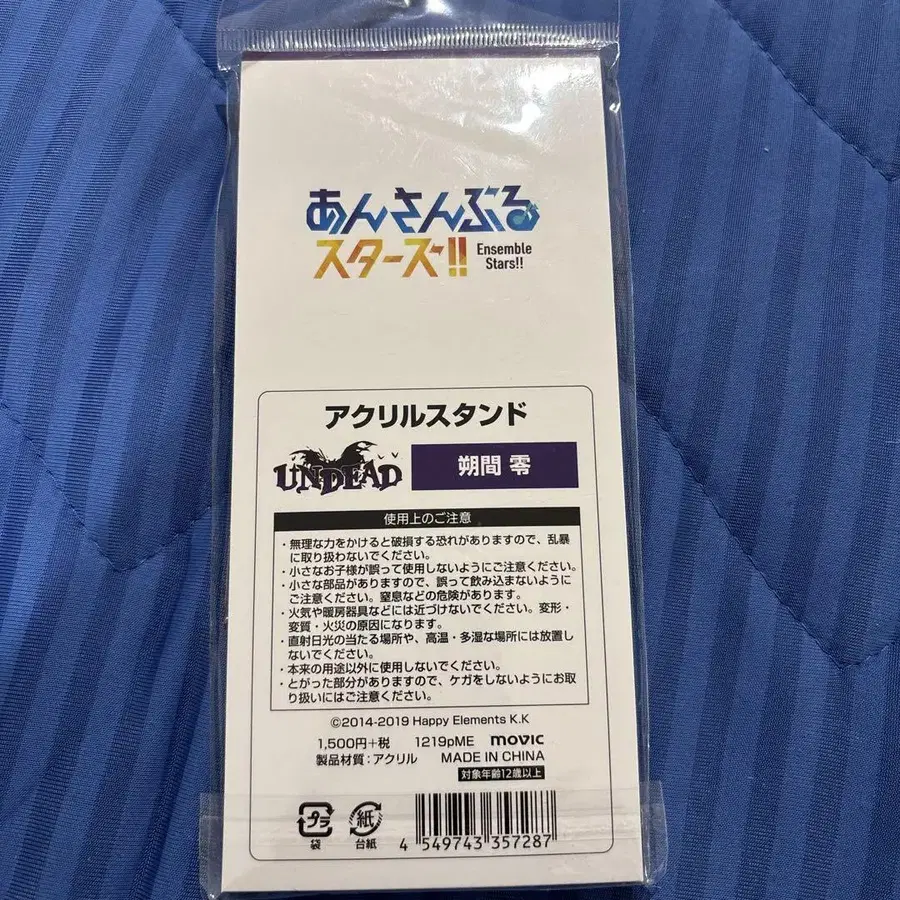 あんさんぶる
スターズ!!
Ensemble
Stars!!
アクリルスタンド
UNDEAD
朔間 零
使用上のご注意
・無理な力をかけると破損する恐れがありますので、乱暴
に取り扱わないでください。
・小さなお子様が誤って使用しないようにご注意ください。
・小さな部品がありますので、誤って飲み込まないように
ご注意ください。窒息などの危険があります。
・火気や暖房器具などには近づけないでください。変形・
変質・火災の原因になります。
・直射日光の当たる場所や、高温・多湿な場所には放置し
ないでください。
・本来の用途以外に使用しないでください。
・とがった部分がありますので、ケガをしないようにお取
り扱いにはご注意ください。
©2014-2019 Happy Elements K.K
1,500円+税 1219pME movic
製品材質:アクリル MADE IN CHINA
対象年齢12歳以上
プラ
袋
紙
台紙
4 549743 357287